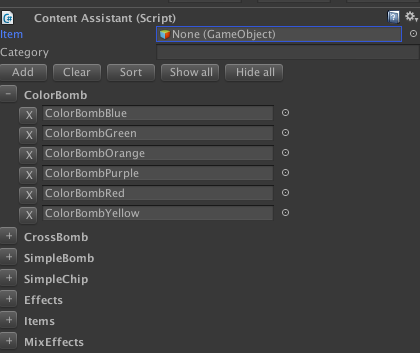 Content Assistant (Script)
Item None (GameObject)
Category
Add Clear Sort Show all Hide all
- ColorBomb
X ColorBombBlue
X ColorBombGreen
X ColorBombOrange
X ColorBombPurple
X ColorBombRed
X ColorBombYellow
+ CrossBomb
+ SimpleBomb
+ SimpleChip
+ Effects
+ Items
+ MixEffects